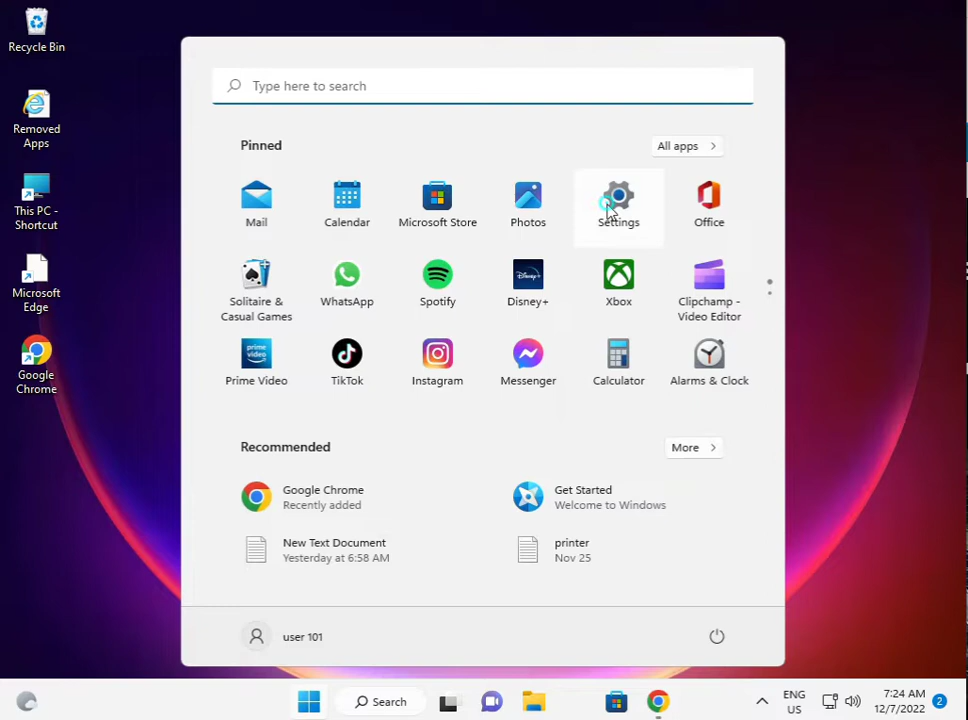 Recycle Bin
Removed
Apps
This PC -
Shortcut
Microsoft
Edge
Google
Chrome
Type here to search
Pinned
All apps
Mail
Calendar
Microsoft Store
Photos
Settings
Office
Solitaire &
Casual Games
WhatsApp
Spotify
Disney+
Xbox
Clipchamp -
Video Editor
prime
video
Prime Video
TikTok
Instagram
Messenger
Calculator
Alarms & Clock
Recommended
More
Google Chrome
Recently added
Get Started
Welcome to Windows
New Text Document
Yesterday at 6:58 AM
printer
Nov 25
user 101
Search
ENG
US
7:24 AM
12/7/2022
2